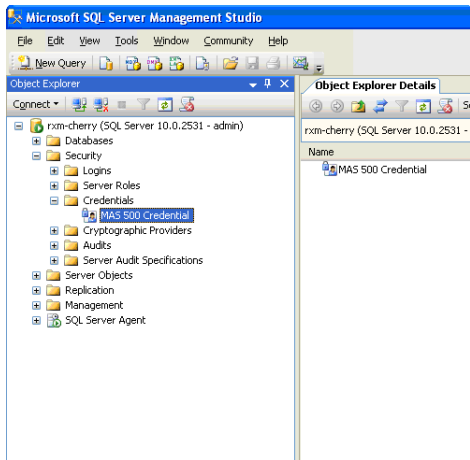 Microsoft SQL Server Management Studio
File Edit View Tools Window Community Help
New Query
Object Explorer
Object Explorer Details
Connect
rxm-cherry (SQL Server 10.0.2531 - admin)
rxm-cherry (SQL Server 10.0.2531 -
Databases
Name
Security
MAS 500 Credential
Logins
Server Roles
Credentials
MAS 500 Credential
Cryptographic Providers
Audits
Server Audit Specifications
Server Objects
Replication
Management
SQL Server Agent